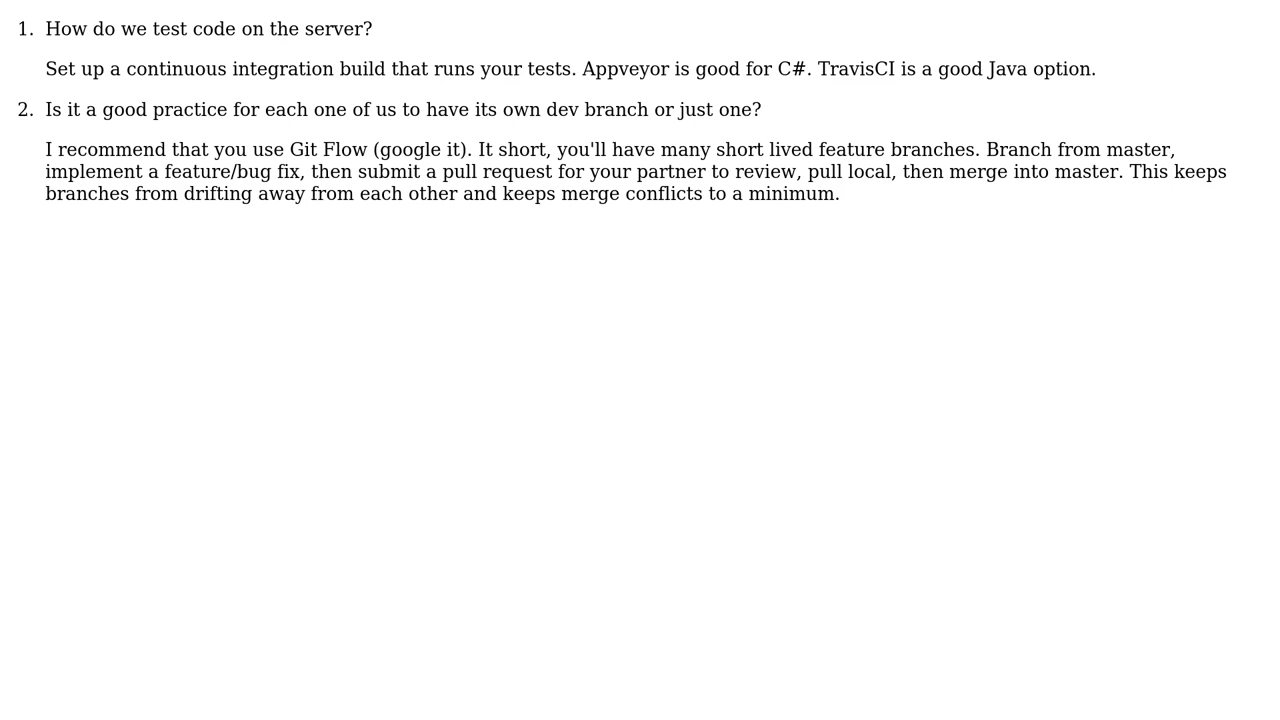 1. How do we test code on the server?
Set up a continuous integration build that runs your tests. Appveyor is good for C#. TravisCI is a good Java option.
2. Is it a good practice for each one of us to have its own dev branch or just one?
I recommend that you use Git Flow (google it). It short, you'll have many short lived feature branches. Branch from master,
implement a feature/bug fix, then submit a pull request for your partner to review, pull local, then merge into master. This keeps
branches from drifting away from each other and keeps merge conflicts to a minimum.